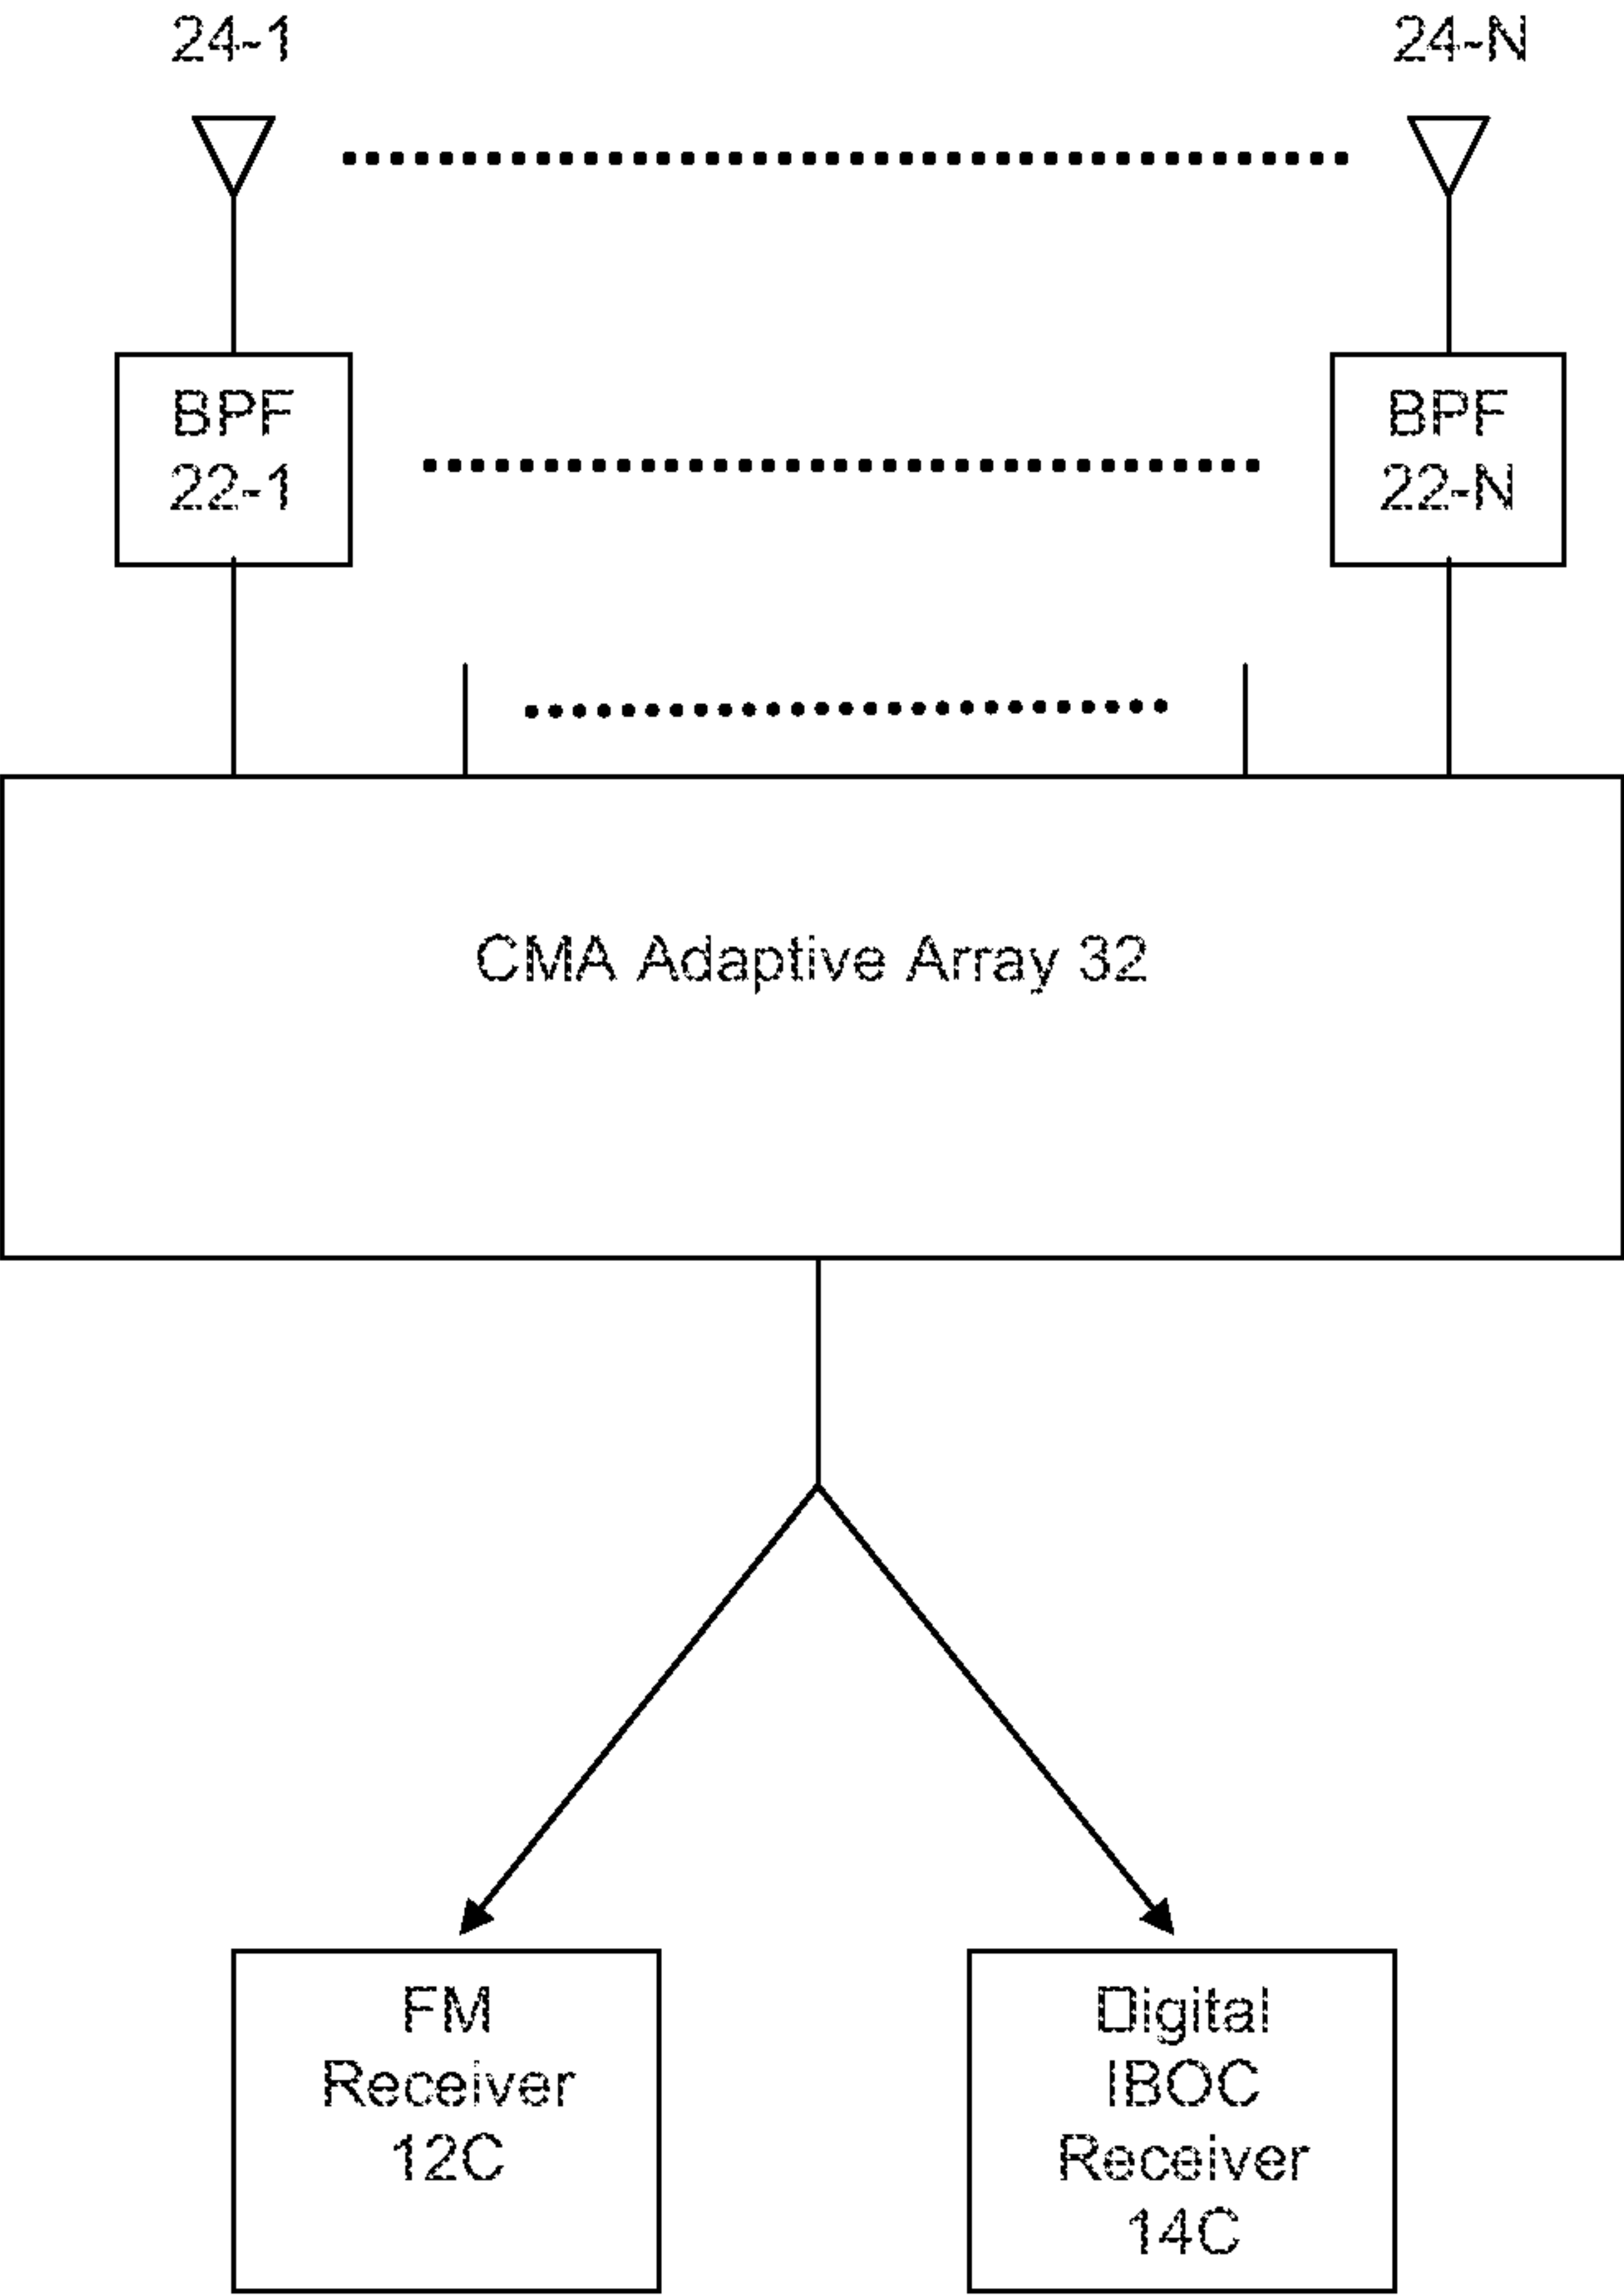 24-1
24-N
BPF
22-1
BPF
22-N
CMA Adaptive Array 32
FM
Receiver
12C
Digital
IBOC
Receiver
14C